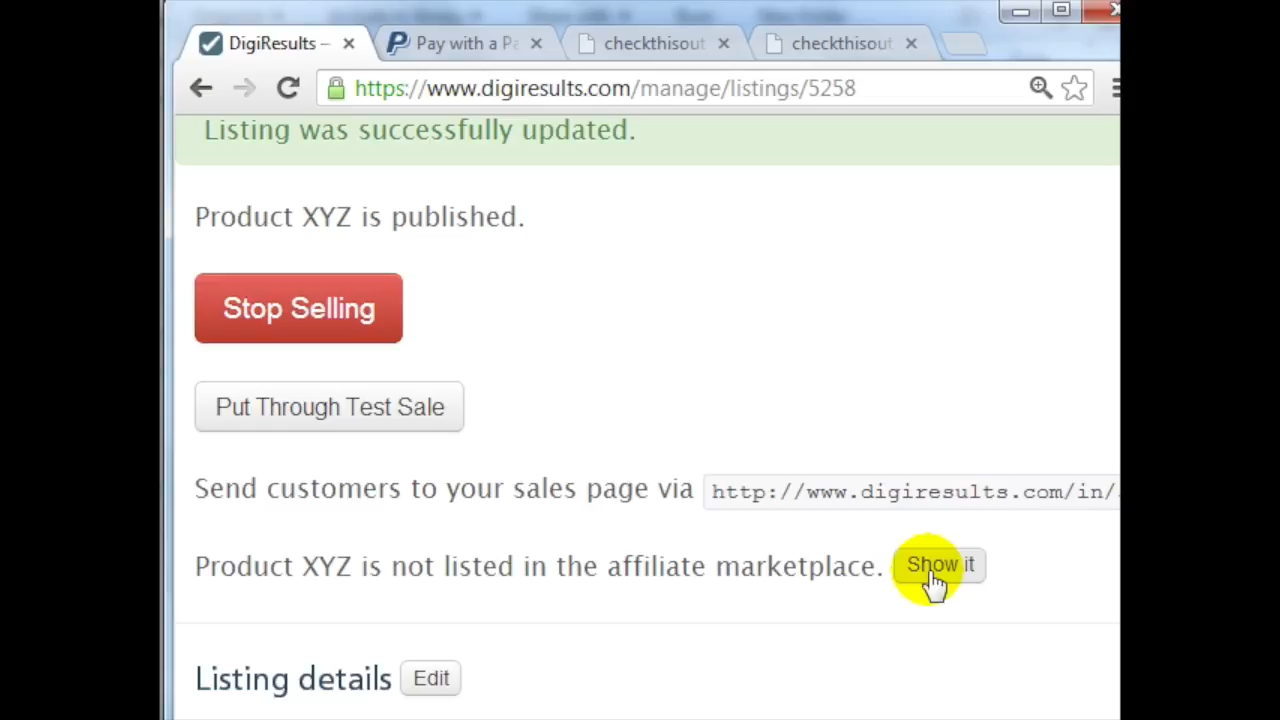 DigiResults –
Pay with a Pa
checkthisout
checkthisout
https://www.digiresults.com/manage/listings/5258
Listing was successfully updated.
Product XYZ is published.
Stop Selling
Put Through Test Sale
Send customers to your sales page via http://www.digiresults.com/in/
Product XYZ is not listed in the affiliate marketplace. Show it
Listing details Edit